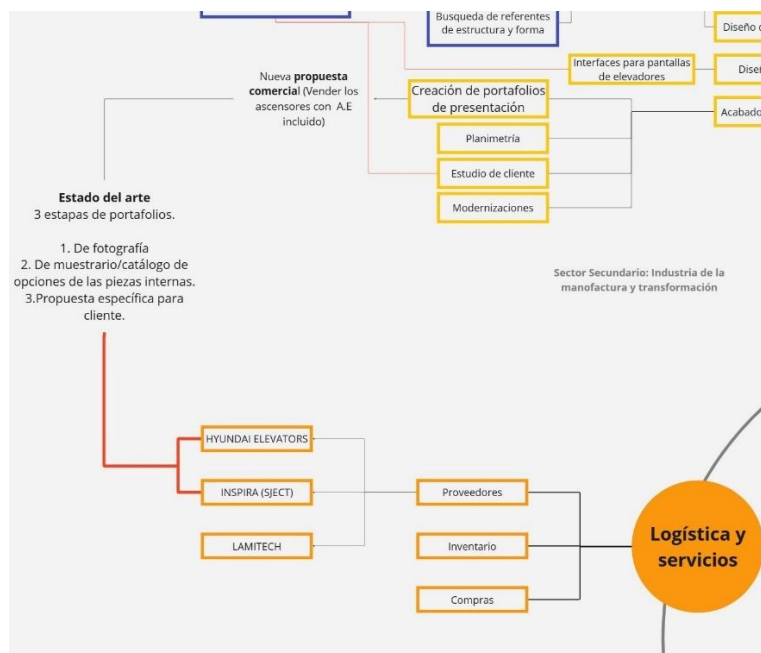 Busqueda de referentes
de estructura y forma
Diseño
Interfaces para pantallas
de elevadores
Nueva propuesta
comercial (Vender los
ascensores con A.E
incluido)
Creación de portafolios
de presentación
Acabado
Planimetría
Estudio de cliente
Modernizaciones
Estado del arte
3 estapas de portafolios.
1. De fotografía
2. De muestrario/catálogo de
opciones de las piezas internas.
3.Propuesta específica para
cliente.
Sector Secundario: Industria de la
manofactura y transformación
HYUNDAI ELEVATORS
INSPIRA (SJECT)
LAMITECH
Proveedores
Inventario
Compras
Logística y
servicios